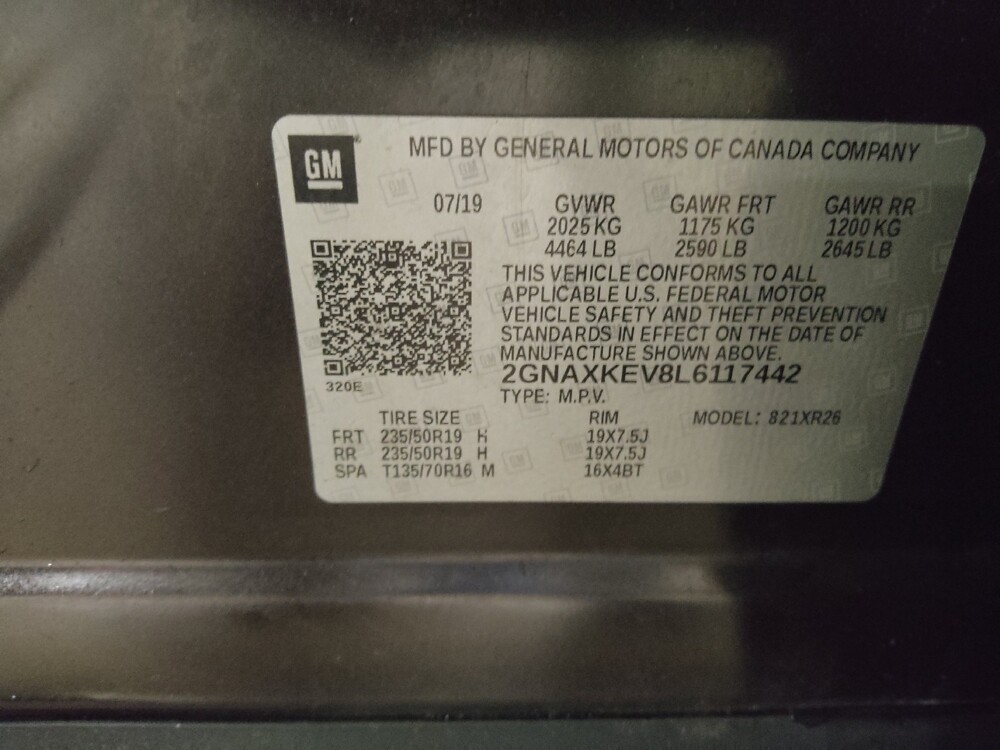 GM
MFD BY GENERAL MOTORS OF CANADA COMPANY
07/19 GVWR GAWR FRT GAWR RR
2025 KG 1175 KG 1200 KG
4464 LB 2590 LB 2645 LB
THIS VEHICLE CONFORMS TO ALL
APPLICABLE U.S. FEDERAL MOTOR
VEHICLE SAFETY AND THEFT PREVENTION
STANDARDS IN EFFECT ON THE DATE OF
MANUFACTURE SHOWN ABOVE.
2GNAXKEV8L6117442
320E
TYPE: M.P.V.
TIRE SIZE RIM MODEL: 821XR26
FRT 235/50R19 H 19X7.5J
RR 235/50R19 H 19X7.5J
SPA T135/70R16 M 16X4BT